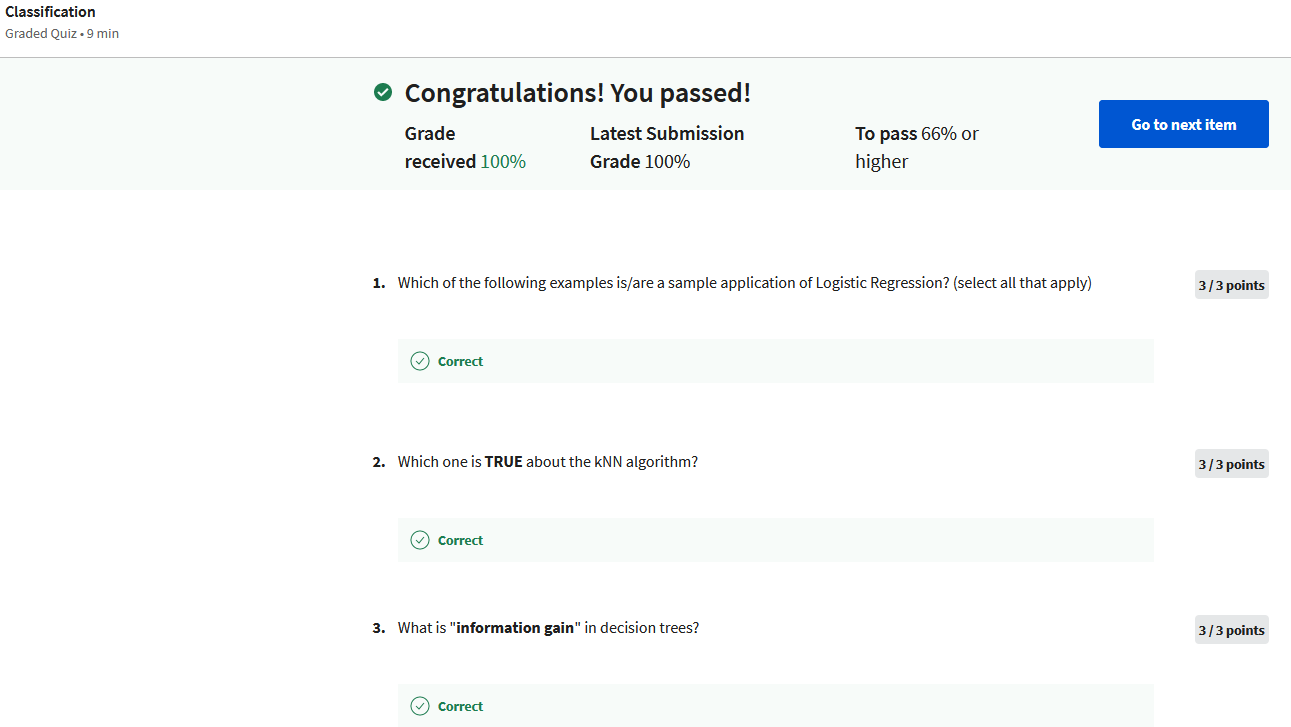 Classification
Graded Quiz • 9 min
Congratulations! You passed!
Grade
received 100%
Latest Submission
Grade 100%
To pass 66% or
higher
Go to next item
1. Which of the following examples is/are a sample application of Logistic Regression? (select all that apply)
3 / 3 points
Correct
2. Which one is TRUE about the kNN algorithm?
3 / 3 points
Correct
3. What is "information gain" in decision trees?
3 / 3 points
Correct